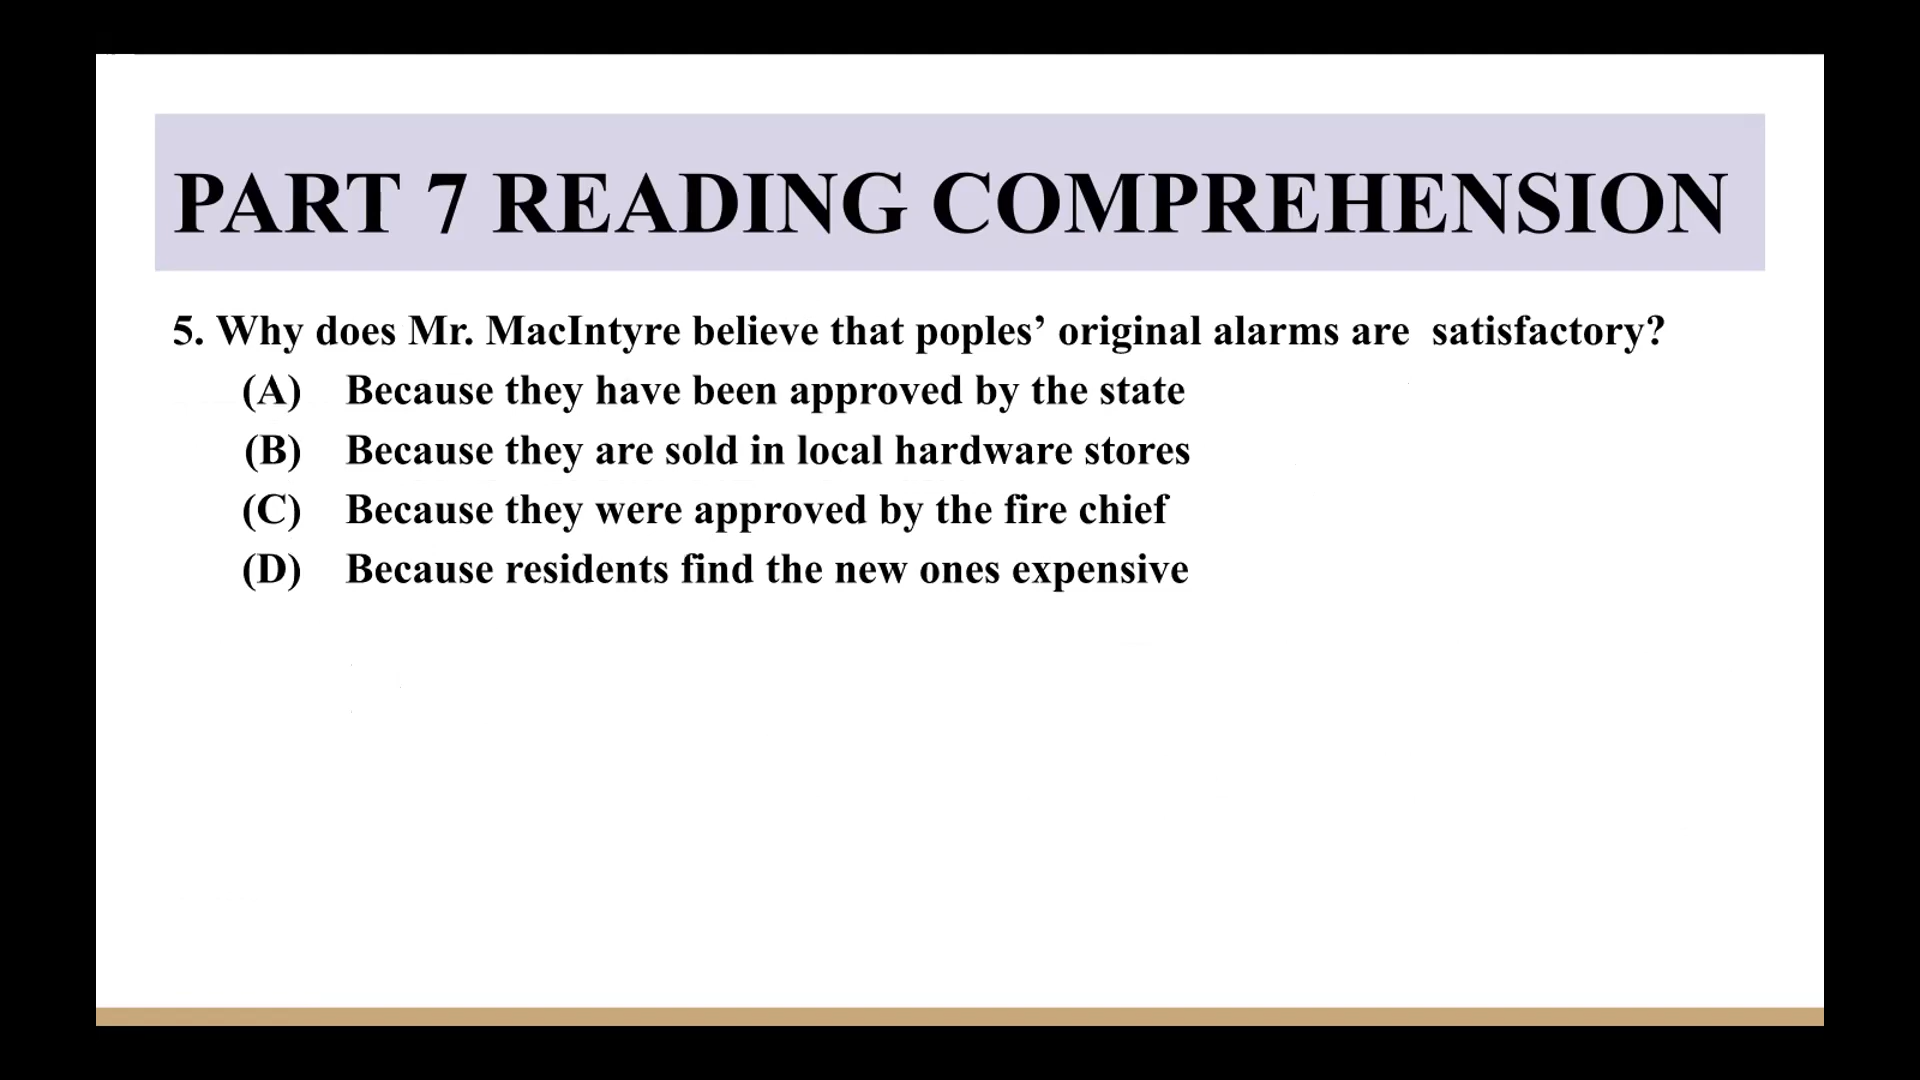 PART 7 READING COMPREHENSION
5. Why does Mr. MacIntyre believe that poples’ original alarms are  satisfactory?
(A) Because they have been approved by the state
(B) Because they are sold in local hardware stores
(C) Because they were approved by the fire chief
(D) Because residents find the new ones expensive